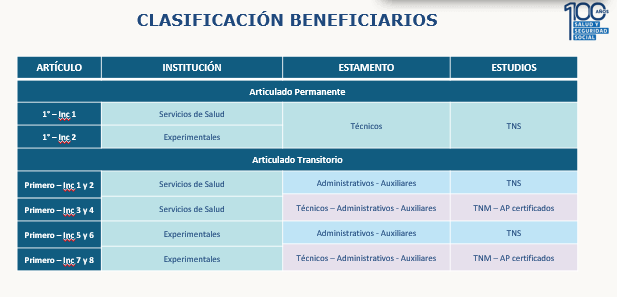 CLASIFICACIÓN BENEFICIARIOS
100 AÑOS
SALUD Y
SEGURIDAD
SOCIAL
ARTÍCULO INSTITUCIÓN ESTAMENTO ESTUDIOS
Articulado Permanente
1° – Inc 1 Servicios de Salud
Técnicos TNS
1° – Inc 2 Experimentales
Articulado Transitorio
Primero – Inc 1 y 2 Servicios de Salud Administrativos - Auxiliares TNS
Primero – Inc 3 y 4 Servicios de Salud Técnicos – Administrativos - Auxiliares TNM – AP certificados
Primero – Inc 5 y 6 Experimentales Administrativos - Auxiliares TNS
Primero – Inc 7 y 8 Experimentales Técnicos – Administrativos - Auxiliares TNM – AP certificados